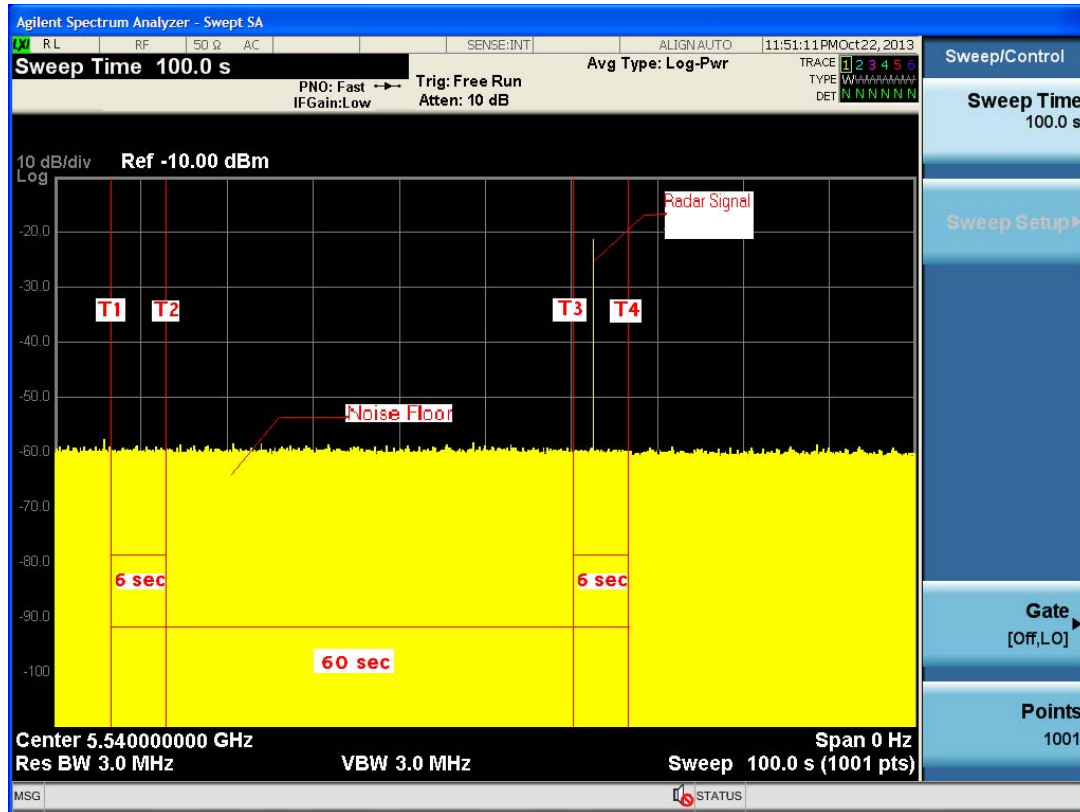 Agilent Spectrum Analyzer - Swept SA
LXI RL RF 50 Ω AC SENSE:INT ALIGNAUTO 11:51:11PMOct22, 2013
Sweep Time 100.0 s
PNO: Fast
IFGain:Low
Trig: Free Run
Atten: 10 dB
Avg Type: Log-Pwr
TRACE 1 2 3 4 5 6
TYPE
DET N N N N N N
Sweep/Control
Sweep Time
100.0 s
Sweep Setup
Gate
[Off,LO]
Points
1001
10 dB/div Ref -10.00 dBm
Log
Radar Signal
-20.0
-30.0
T1 T2 T3 T4
-40.0
-50.0
Noise Floor
-60.0
-70.0
-80.0
6 sec 6 sec
-90.0
60 sec
-100
Center 5.540000000 GHz Span 0 Hz
Res BW 3.0 MHz VBW 3.0 MHz Sweep 100.0 s (1001 pts)
MSG STATUS